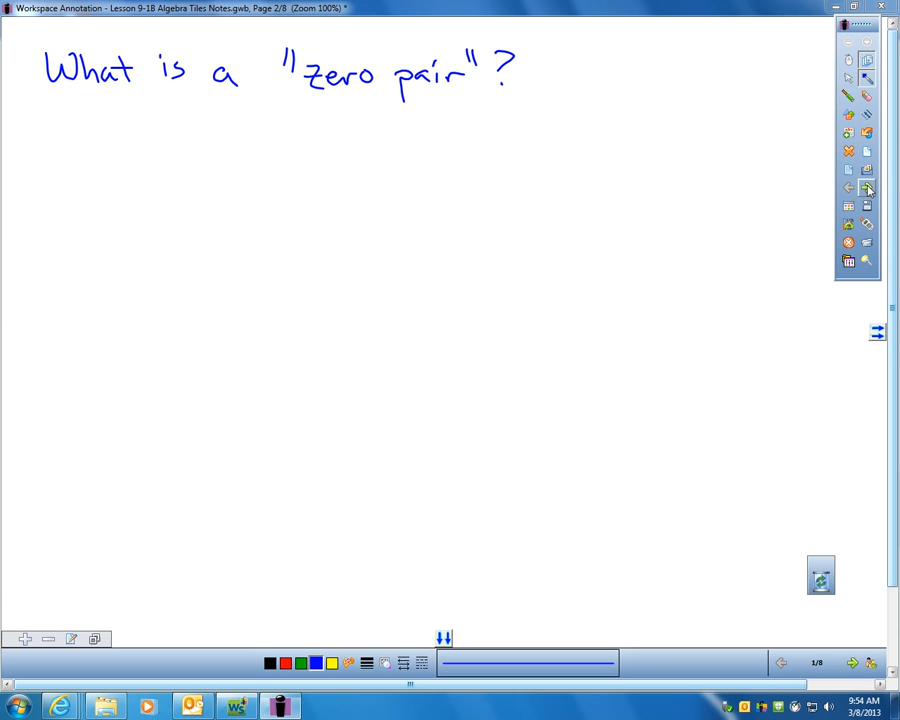 Workspace Annotation - Lesson 9-1B Algebra Tiles Notes.gwb, Page 2/8 (Zoom 100%) *
What is a "zero pair"?
1/8
9:54 AM
3/8/2013